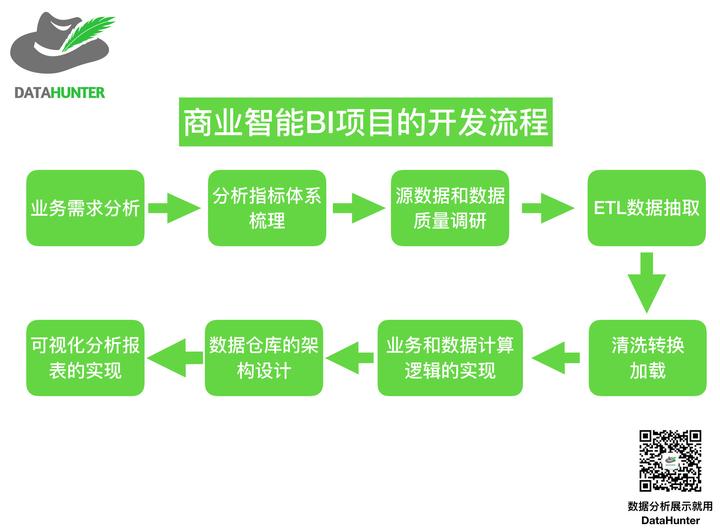 DATAHUNTER
商业智能BI项目的开发流程
业务需求分析
分析指标体系
梳理
源数据和数据
质量调研
ETL数据抽取
清洗转换
加载
业务和数据计算
逻辑的实现
数据仓库的架
构设计
可视化分析报
表的实现
数据分析展示就用
DataHunter